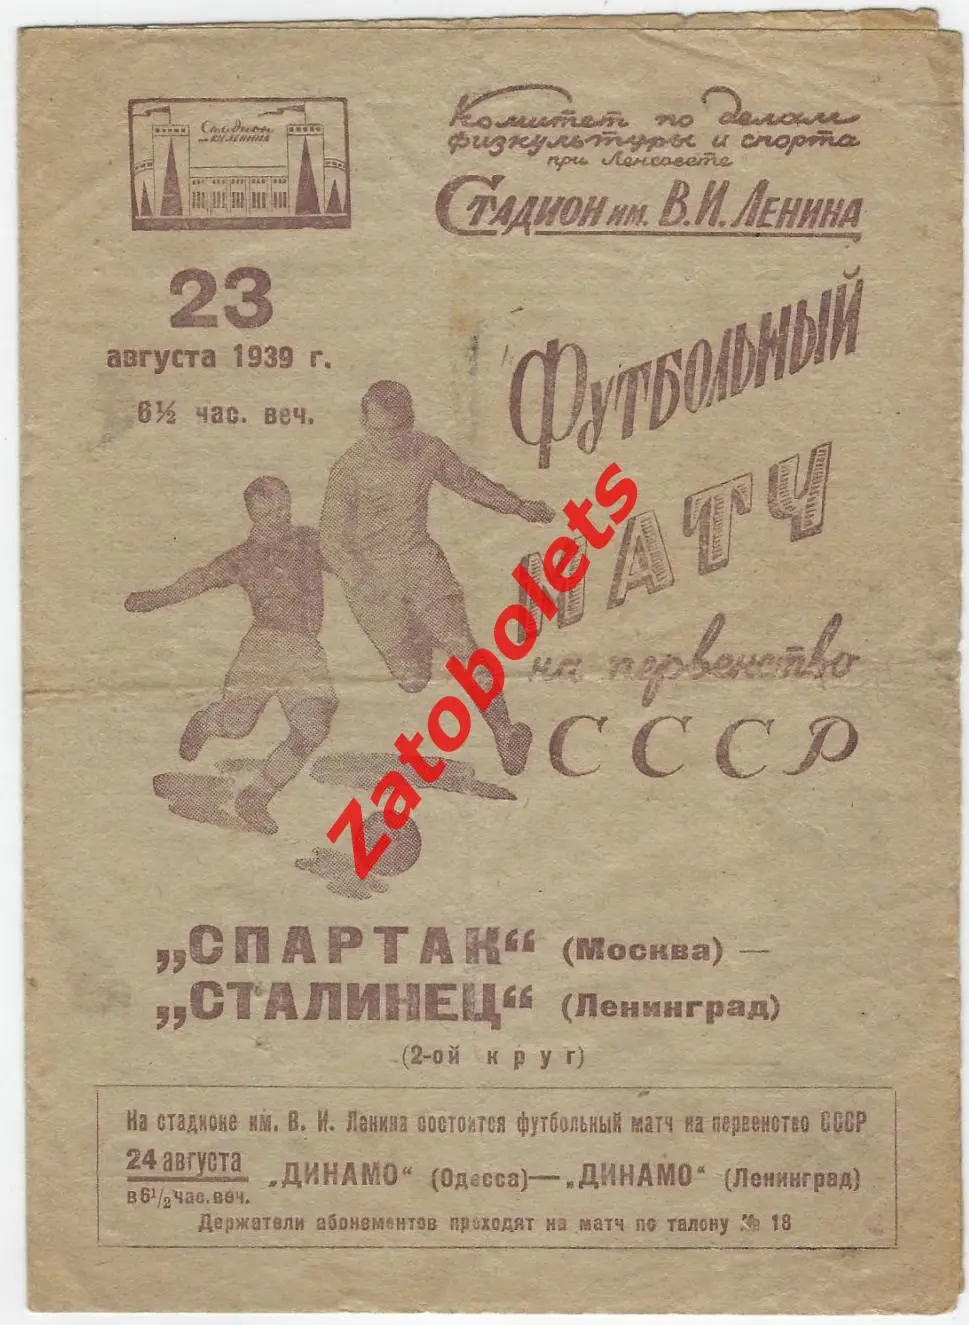 Стадион
им. В.И. ЛЕНИНА
Комитет по делам
физкультуры и спорта
при Ленсовете
СТАДИОН им. В. И. ЛЕНИНА
23
августа 1939 г.
6½ час. веч.
ФУТБОЛЬНЫЙ
МАТЧ
на первенство
СССР
Zatobolets
„СПАРТАК“ (Москва) —
„СТАЛИНЕЦ“ (Ленинград)
(2-ой круг)
На стадионе им. В. И. Ленина состоится футбольный матч на первенство СССР
24 августа
в 6½ час. веч.
„ДИНАМО“ (Одесса)—„ДИНАМО“ (Ленинград)
Держатели абонементов проходят на матч по талону № 18